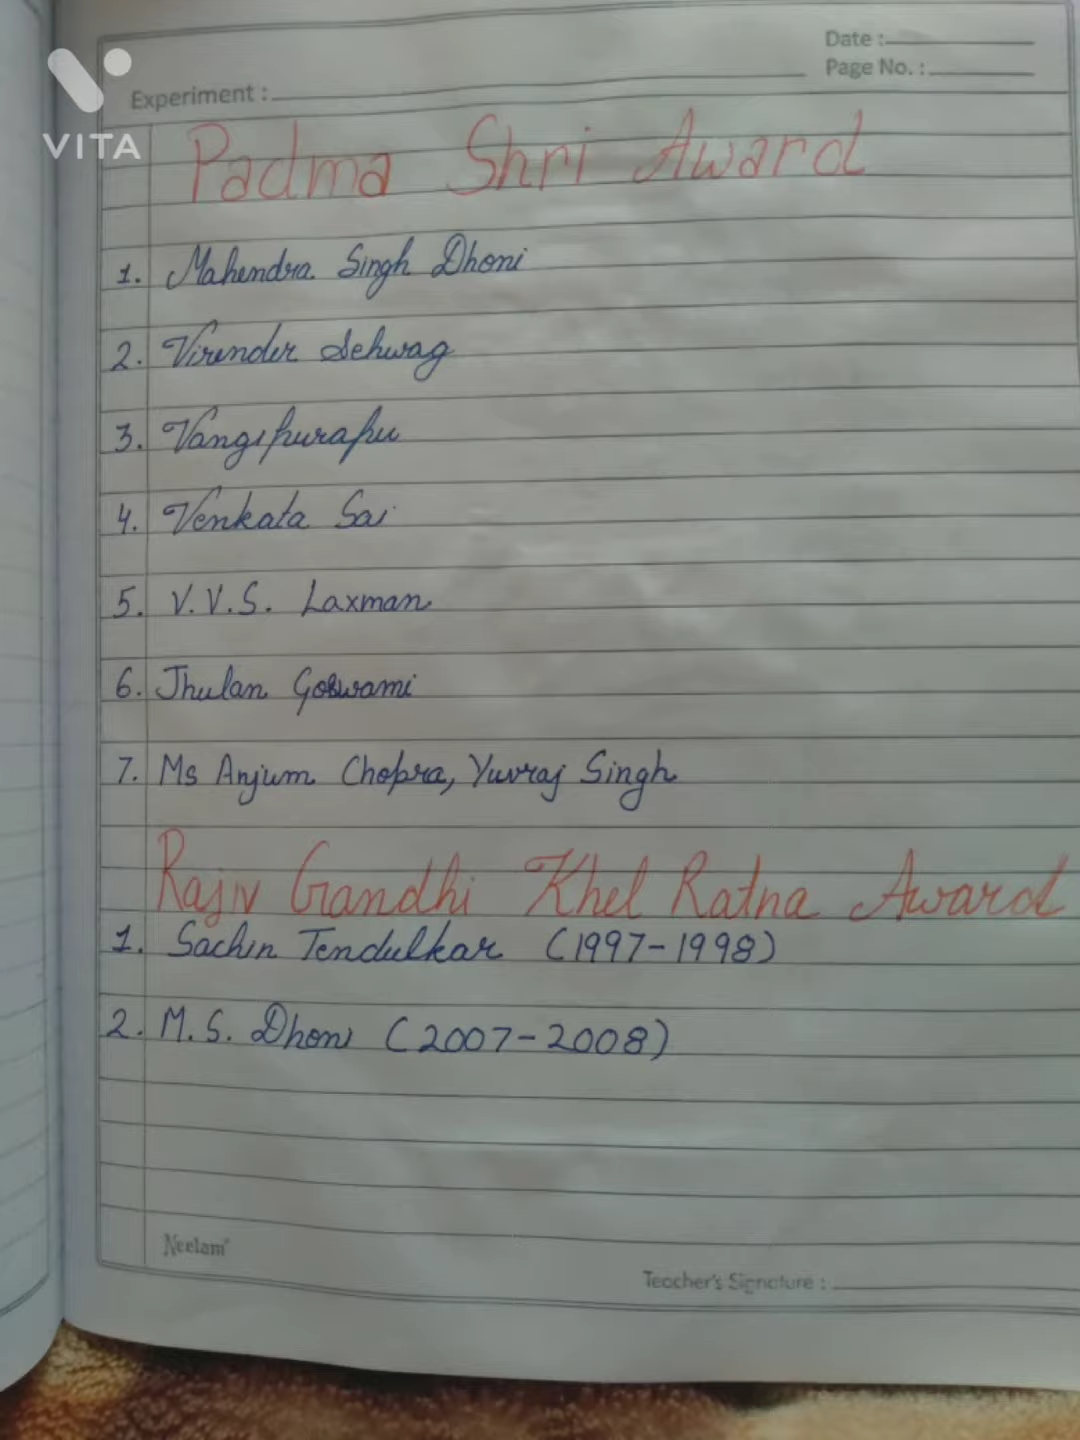 VITA
Date :
Page No. :
Experiment :
Padma Shri Award
1. Mahendra Singh Dhoni
2. Virender Sehwag
3. Vangipurapu
4. Venkata Sai
5. V.V.S. Laxman
6. Jhulan Goswami
7. Ms Anjum Chopra, Yuvraj Singh
Rajiv Gandhi Khel Ratna Award
1. Sachin Tendulkar (1997-1998)
2. M.S. Dhoni (2007-2008)
Neelam
Teacher's Signature :